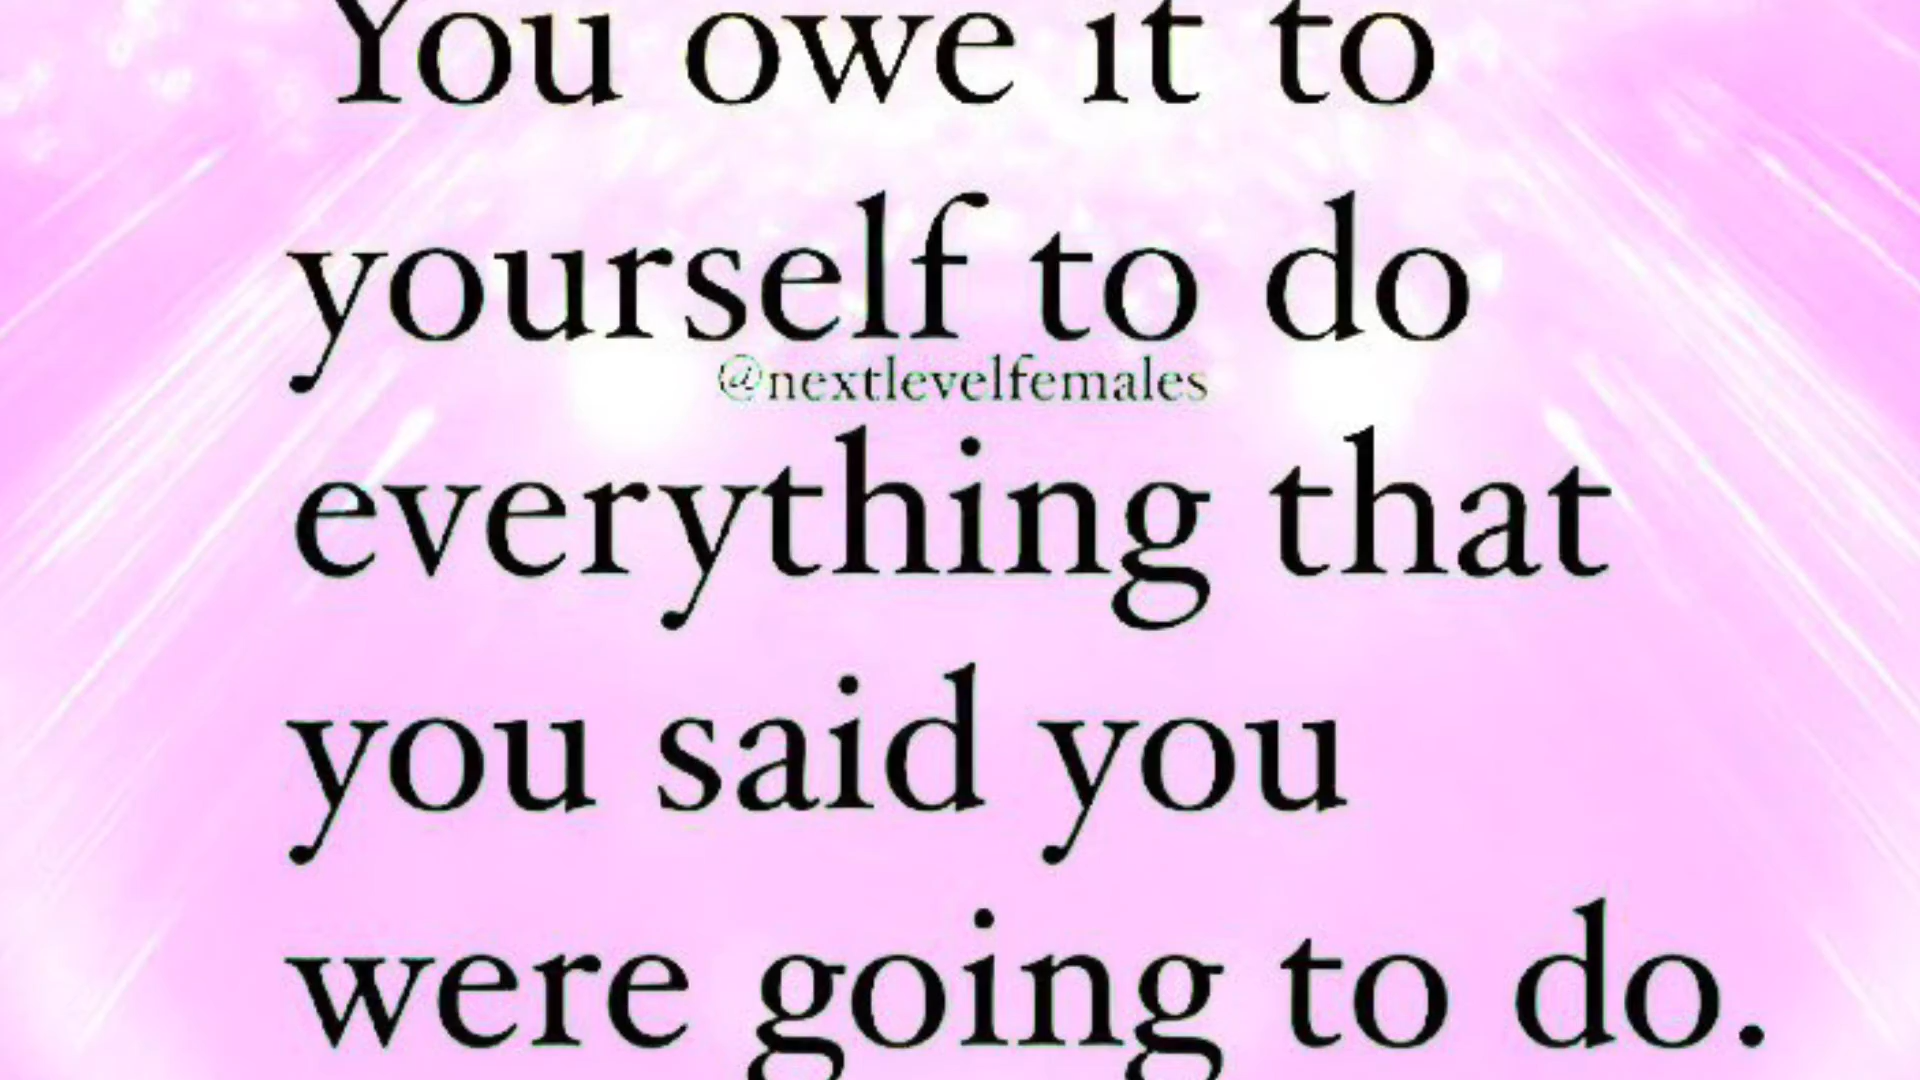 You owe it to
yourself to do
@nextlevelfemales
everything that
you said you
were going to do.